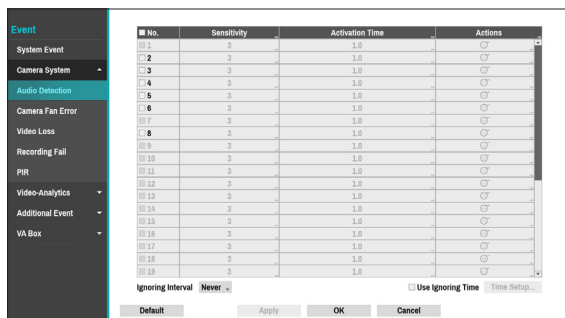 Event
System Event
Camera System
Audio Detection
Camera Fan Error
Video Loss
Recording Fail
PIR
Video-Analytics
Additional Event
VA Box
No. Sensitivity Activation Time Actions
1 3 1.0
2 3 1.0
3 3 1.0
4 3 1.0
5 3 1.0
6 3 1.0
7 3 1.0
8 3 1.0
9 3 1.0
10 3 1.0
11 3 1.0
12 3 1.0
13 3 1.0
14 3 1.0
15 3 1.0
16 3 1.0
17 3 1.0
18 3 1.0
19 3 1.0
Ignoring Interval Never Use Ignoring Time Time Setup...
Default Apply OK Cancel